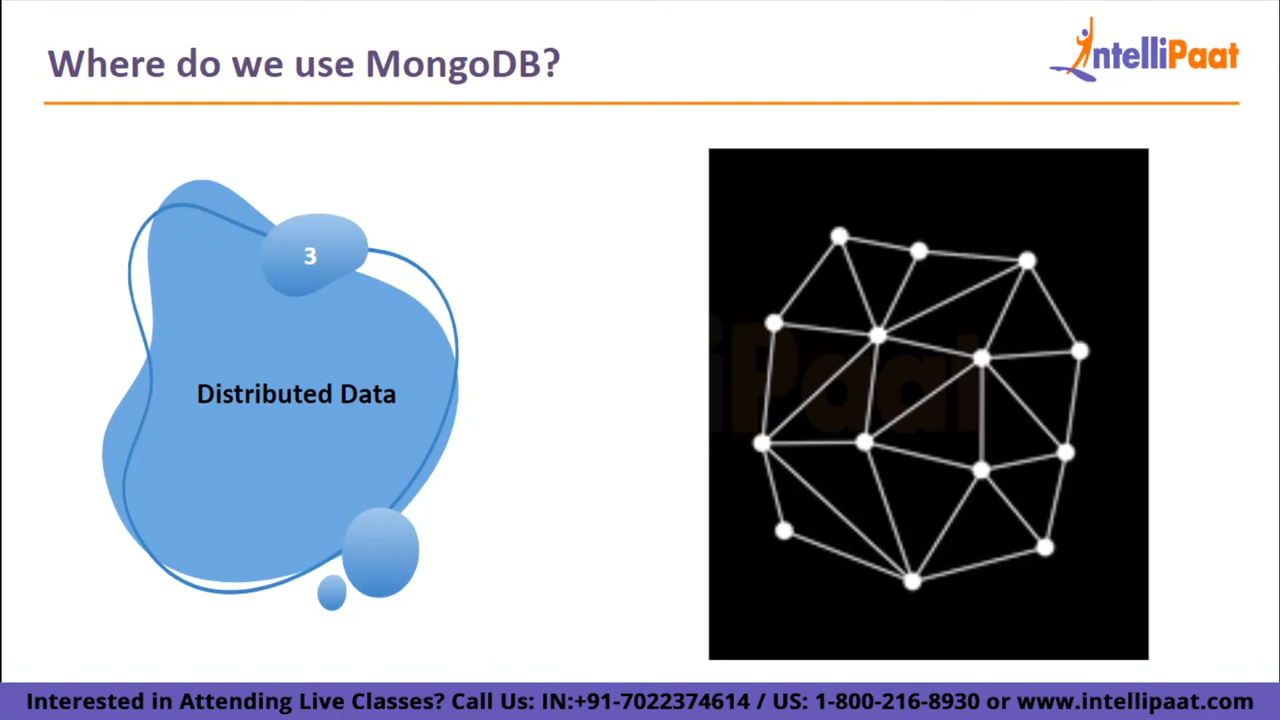 Where do we use MongoDB?
IntelliPaat
3
Distributed Data
Paat
Interested in Attending Live Classes? Call Us: IN:+91-7022374614 / US: 1-800-216-8930 or www.intellipaat.com